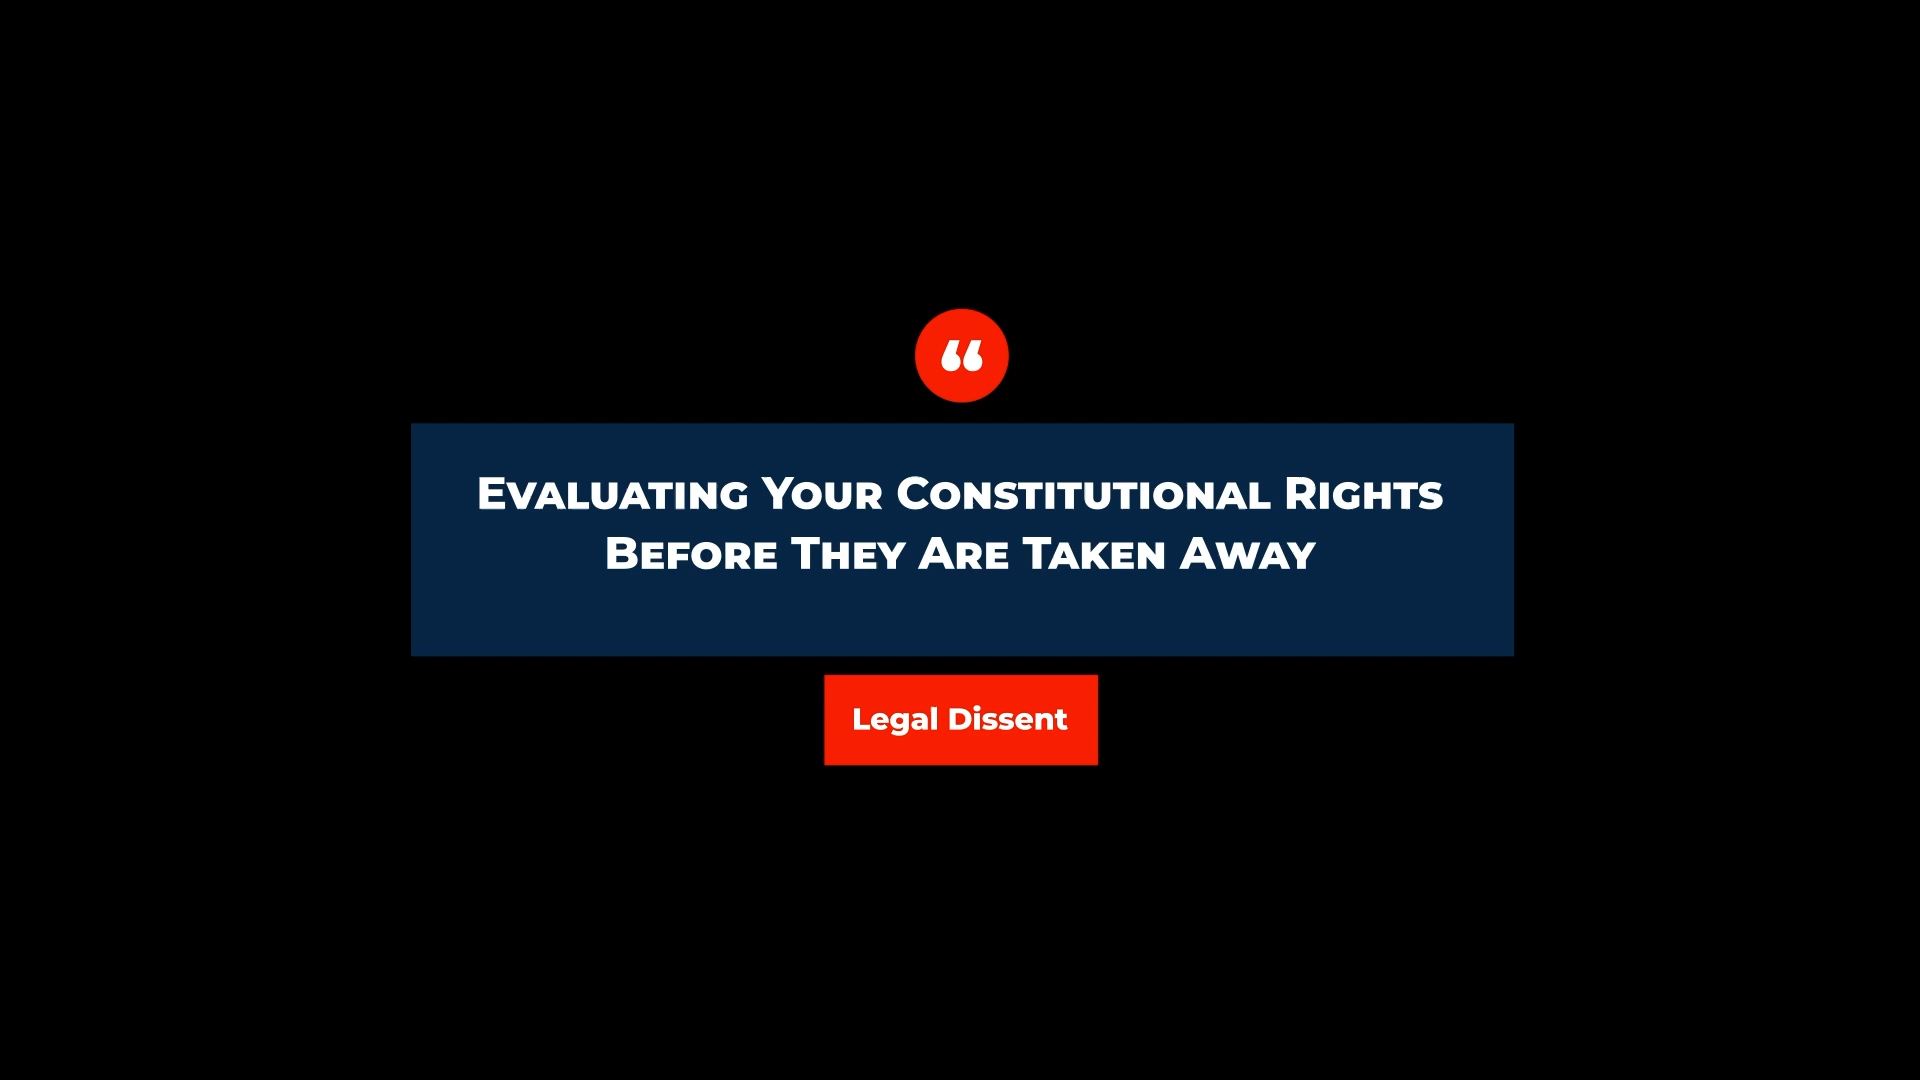 “
Evaluating Your Constitutional Rights
Before They Are Taken Away
Legal Dissent